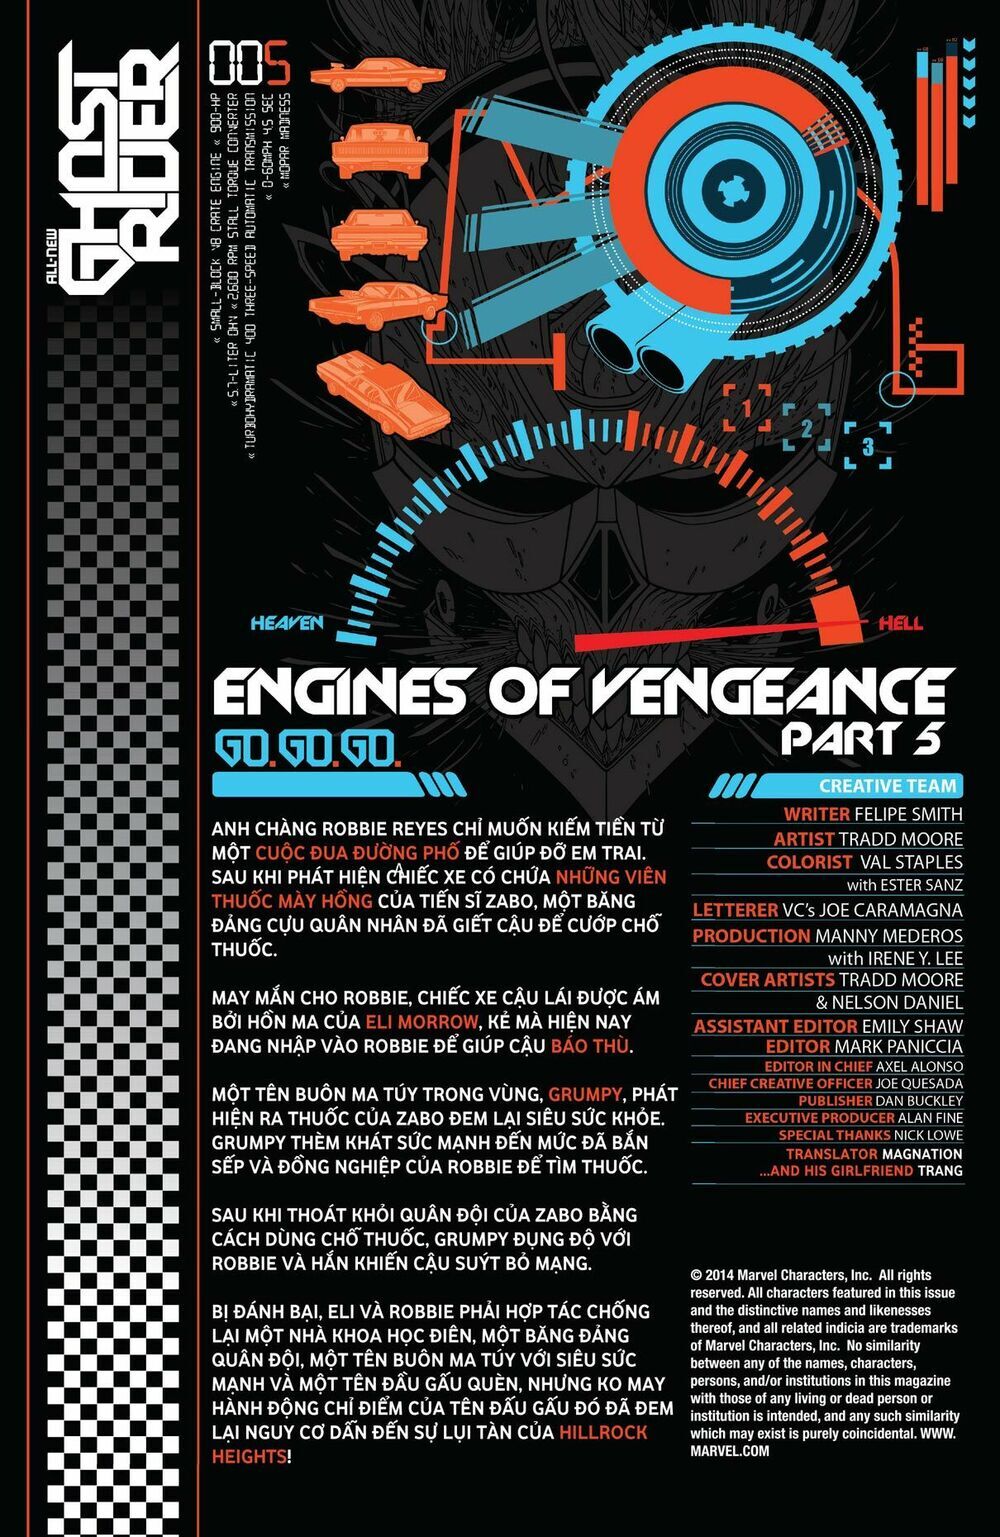 ALL-NEW
GHOST
RIDER
005
« SMALL-BLOCK V8 CRATE ENGINE « 900-HP
« 5.7-LITER OHV « 2,600 RPM STALL TORQUE CONVERTER
« TURBOHYDRAMATIC 400 THREE-SPEED AUTOMATIC TRANSMISSION
« 0-60MPH 4.5 SEC
« MOPAR MADNESS
1
2
3
HEAVEN
HELL
ENGINES OF VENGEANCE
PART 5
GO.GO.GO.
ANH CHÀNG ROBBIE REYES CHỈ MUỐN KIẾM TIỀN TỪ
MỘT CUỘC ĐUA ĐƯỜNG PHỐ ĐỂ GIÚP ĐỠ EM TRAI.
SAU KHI PHÁT HIỆN CHIẾC XE CÓ CHỨA NHỮNG VIÊN
THUỐC MÀY HỒNG CỦA TIẾN SĨ ZABO, MỘT BĂNG
ĐẢNG CỰU QUÂN NHÂN ĐÃ GIẾT CẬU ĐỂ CƯỚP CHỖ
THUỐC.
MAY MẮN CHO ROBBIE, CHIẾC XE CẬU LÁI ĐƯỢC ÁM
BỞI HỒN MA CỦA ELI MORROW, KẺ MÀ HIỆN NAY
ĐANG NHẬP VÀO ROBBIE ĐỂ GIÚP CẬU BÁO THÙ.
MỘT TÊN BUÔN MA TÚY TRONG VÙNG, GRUMPY, PHÁT
HIỆN RA THUỐC CỦA ZABO ĐEM LẠI SIÊU SỨC KHỎE.
GRUMPY THÈM KHÁT SỨC MẠNH ĐẾN MỨC ĐÃ BẮN
SẾP VÀ ĐỒNG NGHIỆP CỦA ROBBIE ĐỂ TÌM THUỐC.
SAU KHI THOÁT KHỎI QUÂN ĐỘI CỦA ZABO BẰNG
CÁCH DÙNG CHỖ THUỐC, GRUMPY ĐỤNG ĐỘ VỚI
ROBBIE VÀ HẮN KHIẾN CẬU SUÝT BỎ MẠNG.
BỊ ĐÁNH BẠI, ELI VÀ ROBBIE PHẢI HỢP TÁC CHỐNG
LẠI MỘT NHÀ KHOA HỌC ĐIÊN, MỘT BĂNG ĐẢNG
QUÂN ĐỘI, MỘT TÊN BUÔN MA TÚY VỚI SIÊU SỨC
MẠNH VÀ MỘT TÊN ĐẦU GẤU QUÈN, NHƯNG KO MAY
HÀNH ĐỘNG CHỈ ĐIỂM CỦA TÊN ĐẤU GẤU ĐÓ ĐÃ ĐEM
LẠI NGUY CƠ DẪN ĐẾN SỰ LỤI TÀN CỦA HILLROCK
HEIGHTS!
CREATIVE TEAM
WRITER FELIPE SMITH
ARTIST TRADD MOORE
COLORIST VAL STAPLES
with ESTER SANZ
LETTERER VC's JOE CARAMAGNA
PRODUCTION MANNY MEDEROS
with IRENE Y. LEE
COVER ARTISTS TRADD MOORE
& NELSON DANIEL
ASSISTANT EDITOR EMILY SHAW
EDITOR MARK PANICCIA
EDITOR IN CHIEF AXEL ALONSO
CHIEF CREATIVE OFFICER JOE QUESADA
PUBLISHER DAN BUCKLEY
EXECUTIVE PRODUCER ALAN FINE
SPECIAL THANKS NICK LOWE
TRANSLATOR MAGNATION
...AND HIS GIRLFRIEND TRANG
© 2014 Marvel Characters, Inc. All rights
reserved. All characters featured in this issue
and the distinctive names and likenesses
thereof, and all related indicia are trademarks
of Marvel Characters, Inc. No similarity
between any of the names, characters,
persons, and/or institutions in this magazine
with those of any living or dead person or
institution is intended, and any such similarity
which may exist is purely coincidental. WWW.
MARVEL.COM